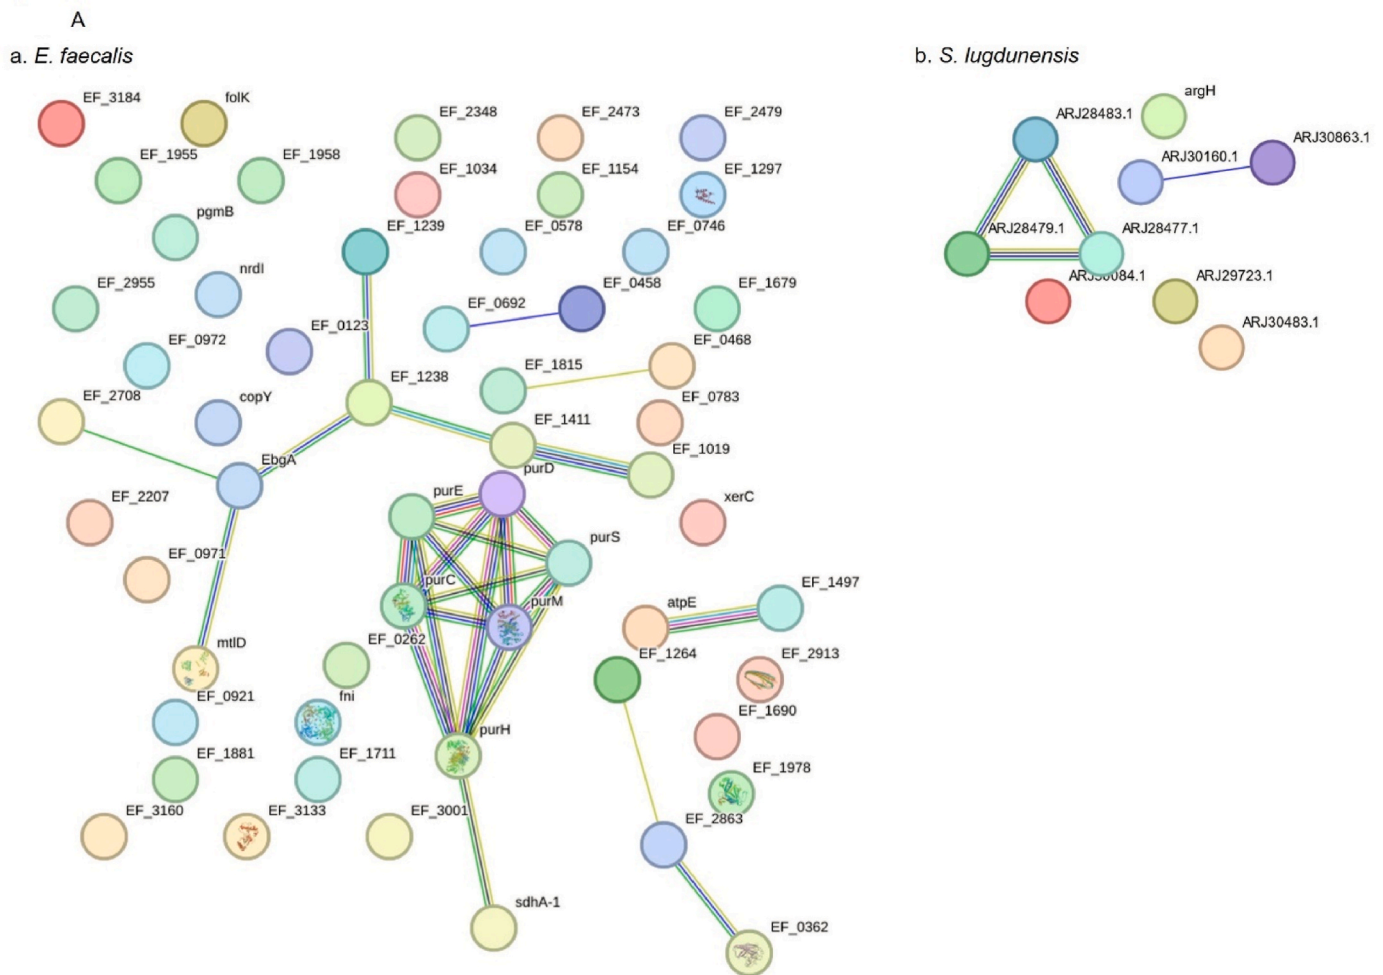 A
a. E. faecalis
b. S. lugdunensis
EF_3184
folK
EF_1955
EF_1958
pgmB
EF_2955
nrdI
EF_0972
EF_0123
EF_2708
copY
EbgA
EF_2207
EF_0971
mtlD
EF_0921
EF_1881
EF_3160
EF_3133
EF_1711
fni
EF_0262
EF_3001
EF_2348
EF_2473
EF_2479
EF_1034
EF_1154
EF_1297
EF_1239
EF_0578
EF_0746
EF_0692
EF_0458
EF_1679
EF_1238
EF_1815
EF_0468
EF_1411
EF_0783
EF_1019
purD
purE
xerC
purS
purC
purM
purH
sdhA-1
atpE
EF_1497
EF_1264
EF_2913
EF_1690
EF_1978
EF_2863
EF_0362
ARJ28483.1
argH
ARJ30160.1
ARJ30863.1
ARJ28479.1
ARJ28477.1
ARJ30084.1
ARJ29723.1
ARJ30483.1